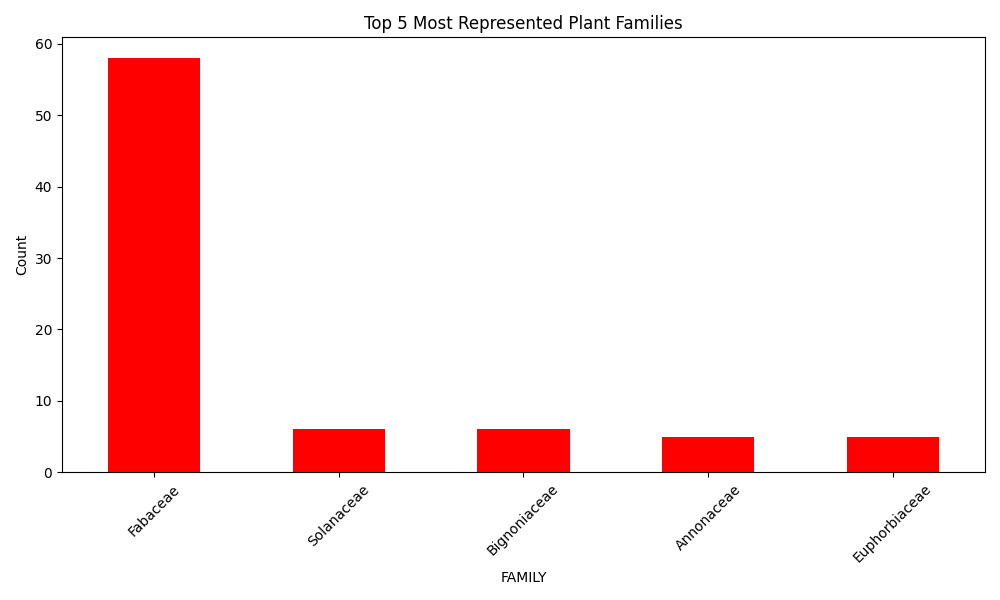 Top 5 Most Represented Plant Families
60
50
40
30
20
10
0
Count
Fabaceae
Solanaceae
Bignoniaceae
Annonaceae
Euphorbiaceae
FAMILY